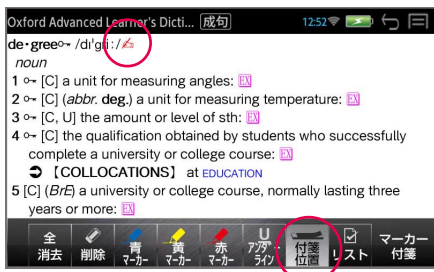 Oxford Advanced Learner's Dicti... 成句 12:52
de·gree /dɪˈɡriː/
noun
1 [C] a unit for measuring angles: EX
2 [C] (abbr. deg.) a unit for measuring temperature: EX
3 [C, U] the amount or level of sth: EX
4 [C] the qualification obtained by students who successfully
complete a university or college course: EX
➲【COLLOCATIONS】 at EDUCATION
5 [C] (BrE) a university or college course, normally lasting three
years or more: EX
全消去 削除 青マーカー 黄マーカー 赤マーカー Uアンダーライン 付箋位置 リスト マーカー付箋